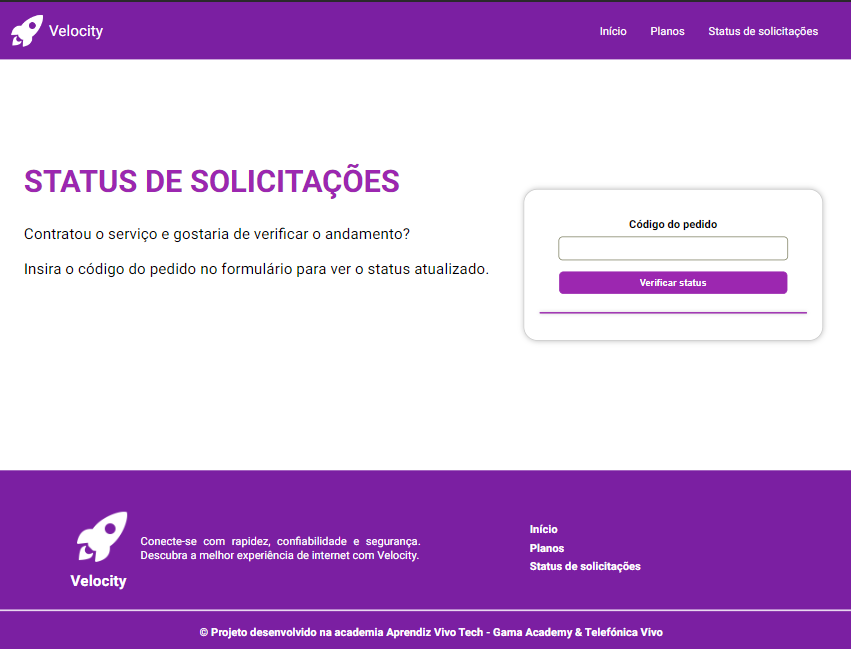 Velocity
Início
Planos
Status de solicitações
STATUS DE SOLICITAÇÕES
Contratou o serviço e gostaria de verificar o andamento?
Insira o código do pedido no formulário para ver o status atualizado.
Código do pedido
Verificar status
Velocity
Conecte-se com rapidez, confiabilidade e segurança.
Descubra a melhor experiência de internet com Velocity.
Início
Planos
Status de solicitações
© Projeto desenvolvido na academia Aprendiz Vivo Tech - Gama Academy & Telefónica Vivo